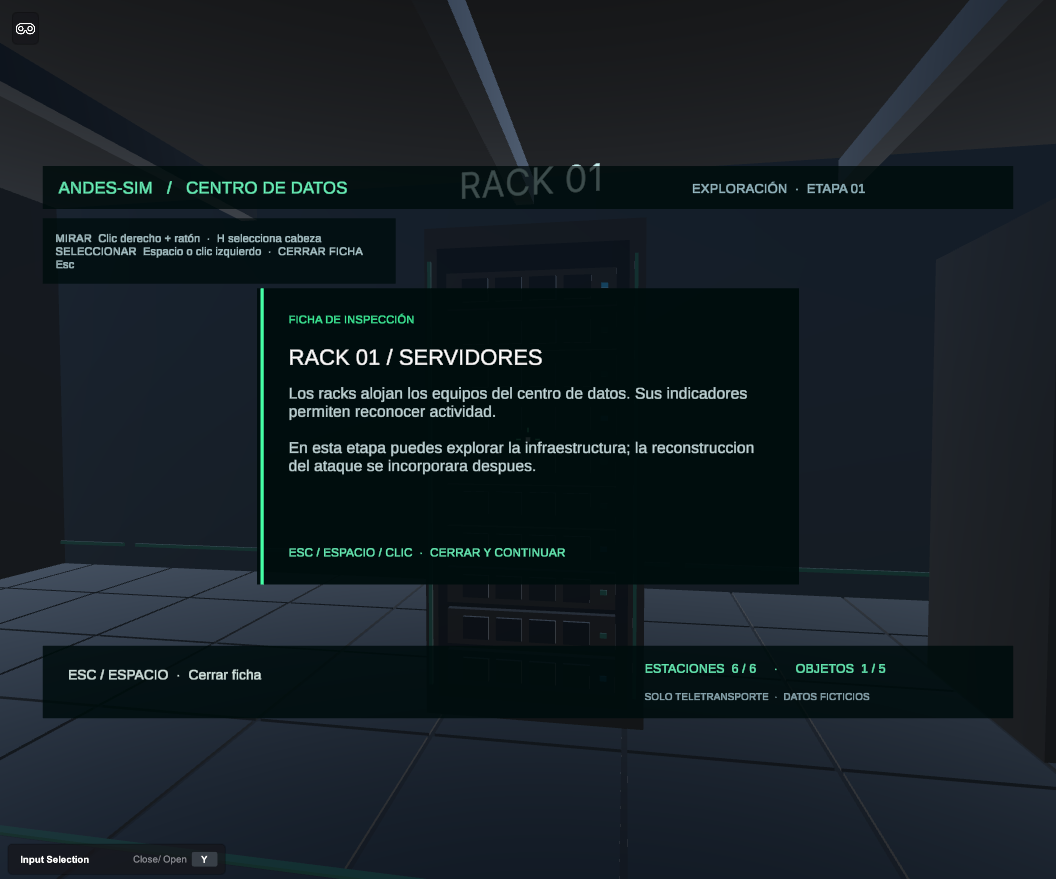 RACK 01
ANDES-SIM / CENTRO DE DATOS
EXPLORACIÓN · ETAPA 01
MIRAR Clic derecho + ratón · H selecciona cabeza
SELECCIONAR Espacio o clic izquierdo · CERRAR FICHA
Esc
FICHA DE INSPECCIÓN
RACK 01 / SERVIDORES
Los racks alojan los equipos del centro de datos. Sus indicadores
permiten reconocer actividad.
En esta etapa puedes explorar la infraestructura; la reconstruccion
del ataque se incorporara despues.
ESC / ESPACIO / CLIC · CERRAR Y CONTINUAR
ESC / ESPACIO · Cerrar ficha
ESTACIONES 6 / 6 · OBJETOS 1 / 5
SOLO TELETRANSPORTE · DATOS FICTICIOS
Input Selection Close/ Open Y